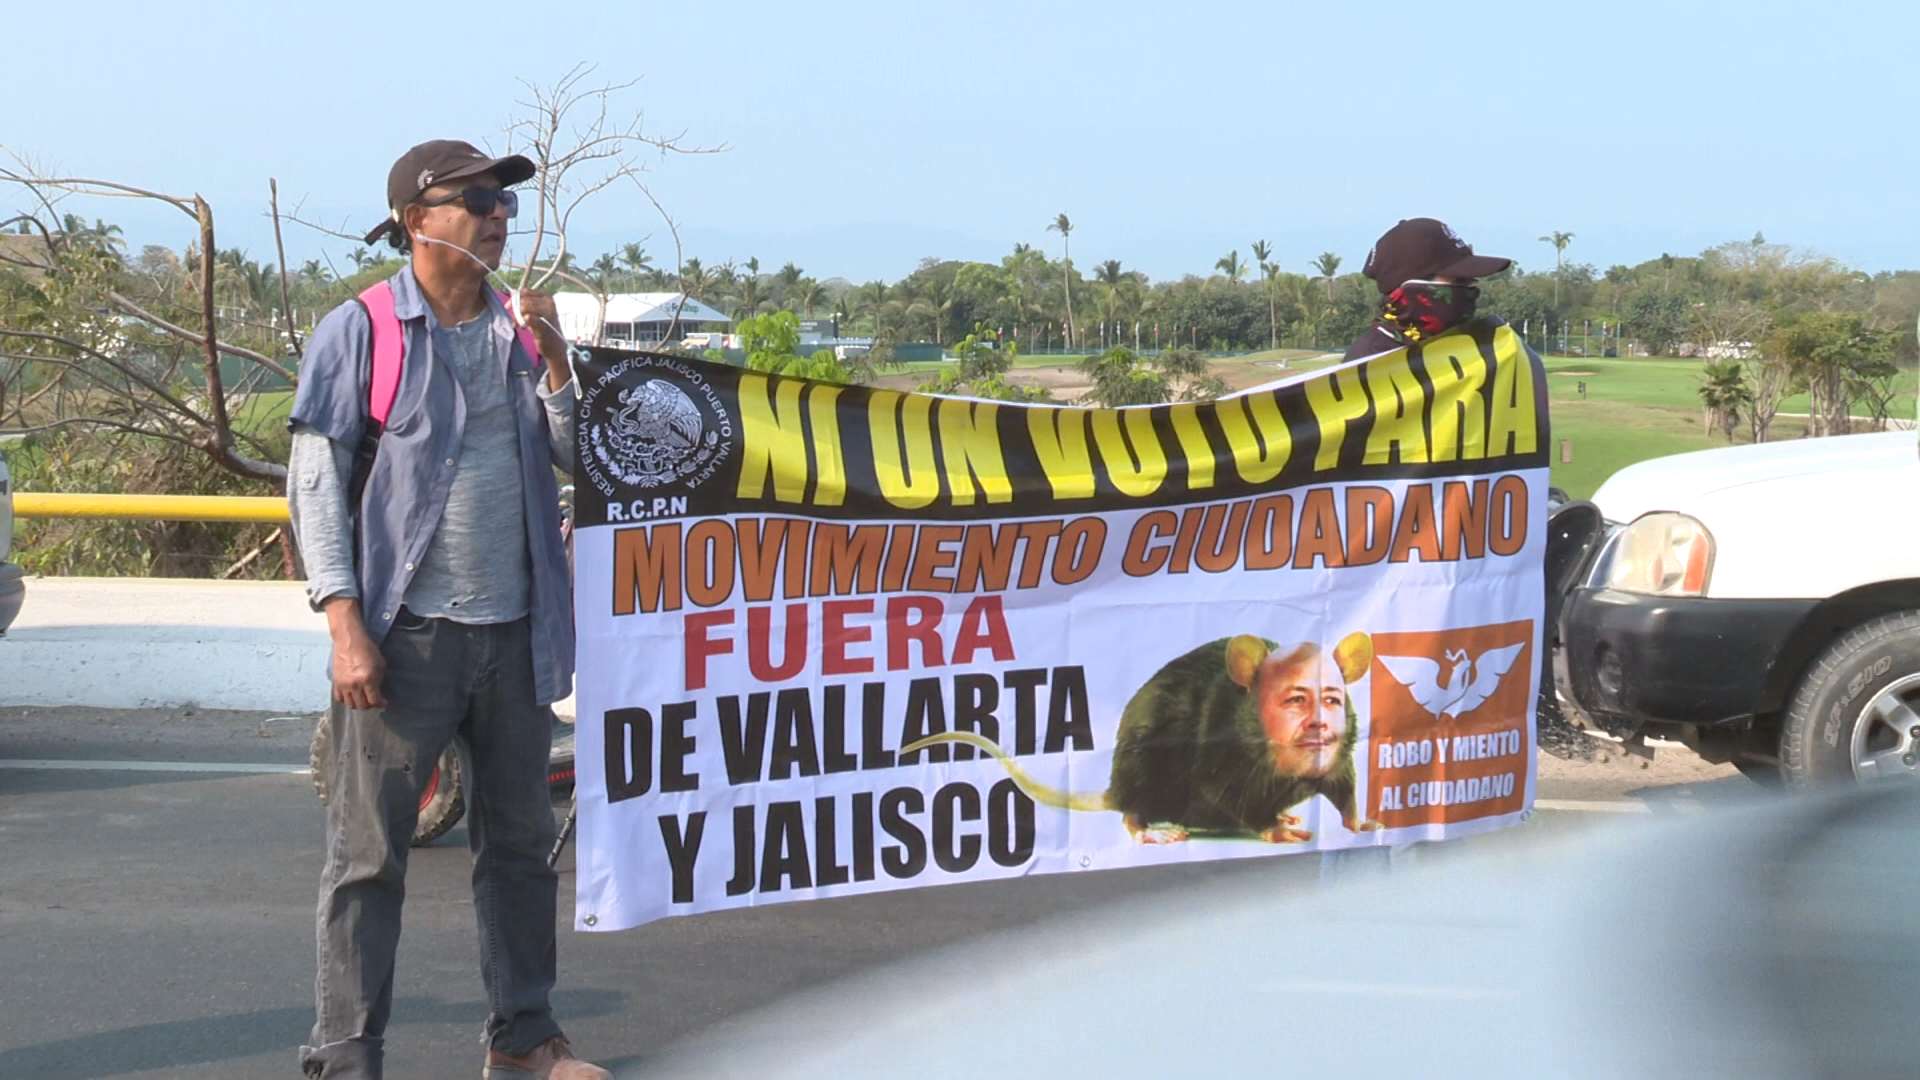 RESITENCIA CIVIL PACIFICA JALISCO PUERTO VALLARTA
R.C.P.N
NI UN VOTO PARA
MOVIMIENTO CIUDADANO
FUERA
DE VALLARTA
Y JALISCO
ROBO Y MIENTO
AL CIUDADANO